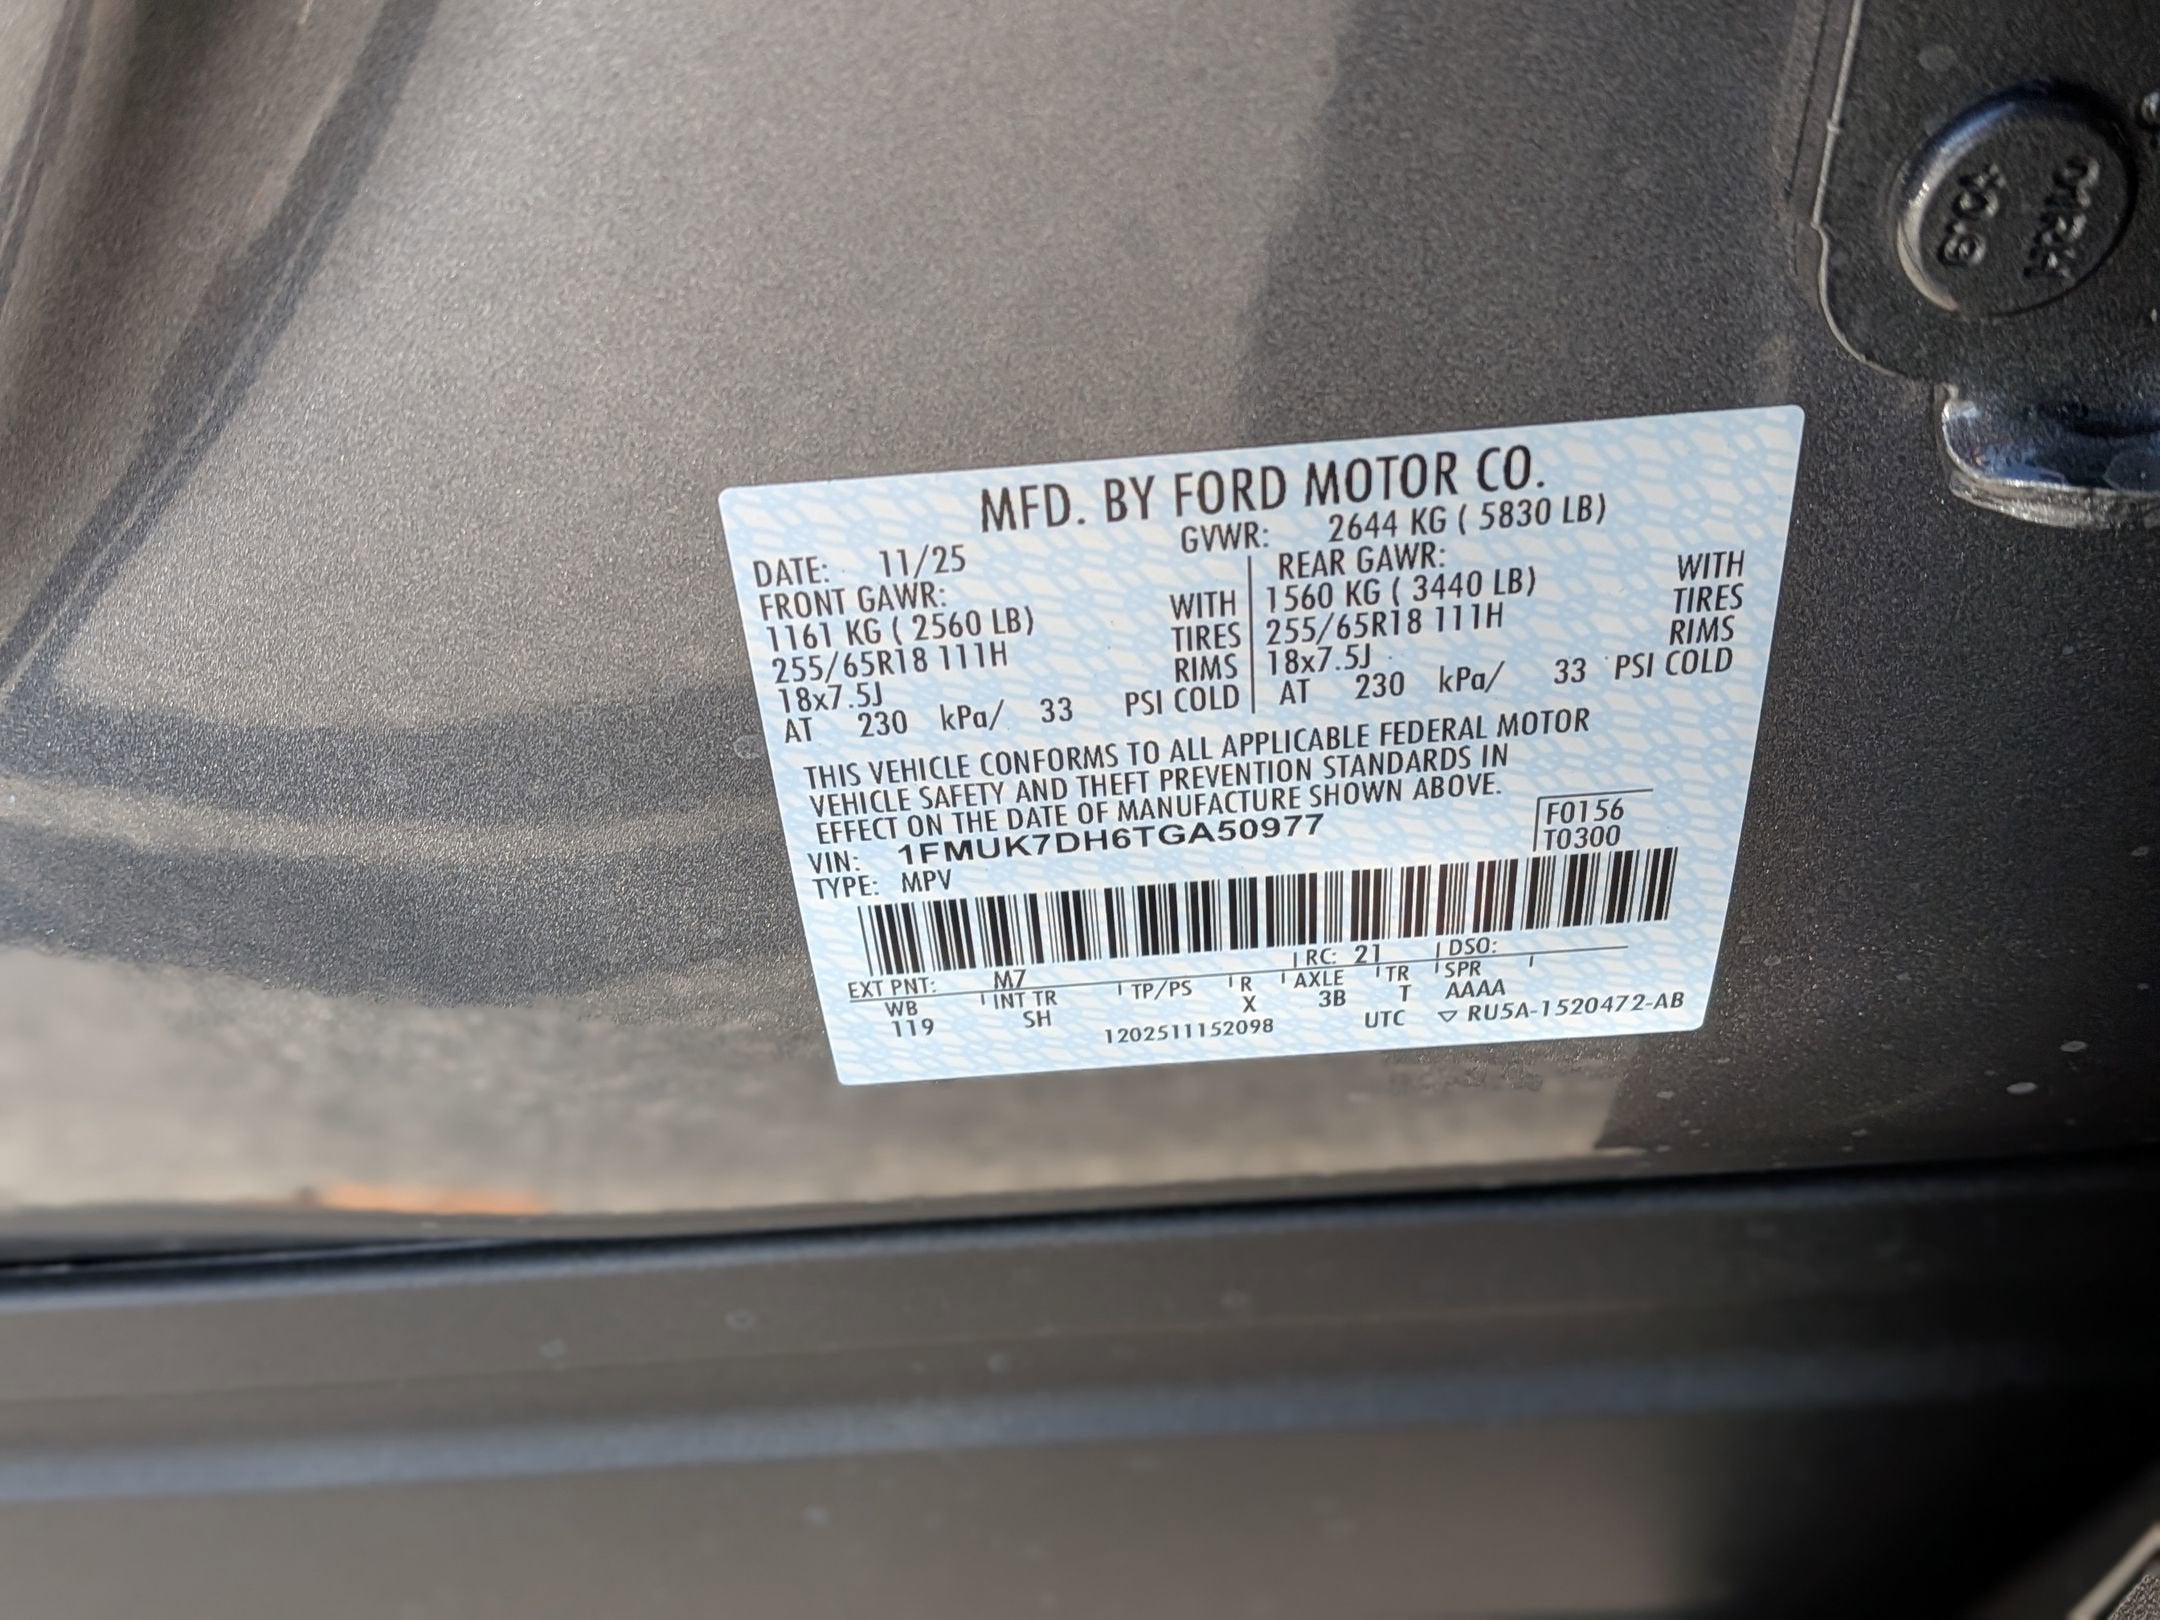 MFD. BY FORD MOTOR CO.
DATE: 11/25 GVWR: 2644 KG ( 5830 LB)
FRONT GAWR: REAR GAWR:
1161 KG ( 2560 LB) WITH 1560 KG ( 3440 LB) WITH
255/65R18 111H TIRES 255/65R18 111H TIRES
18x7.5J RIMS 18x7.5J RIMS
AT 230 kPa/ 33 PSI COLD AT 230 kPa/ 33 PSI COLD
THIS VEHICLE CONFORMS TO ALL APPLICABLE FEDERAL MOTOR
VEHICLE SAFETY AND THEFT PREVENTION STANDARDS IN
EFFECT ON THE DATE OF MANUFACTURE SHOWN ABOVE.
VIN: 1FMUK7DH6TGA50977 F0156
TYPE: MPV T0300
EXT PNT: M7 RC: 21 DSO:
WB INT TR TP/PS R AXLE TR SPR
119 SH X 3B T AAAA
1202511152098 UTC ▽ RU5A-1520472-AB